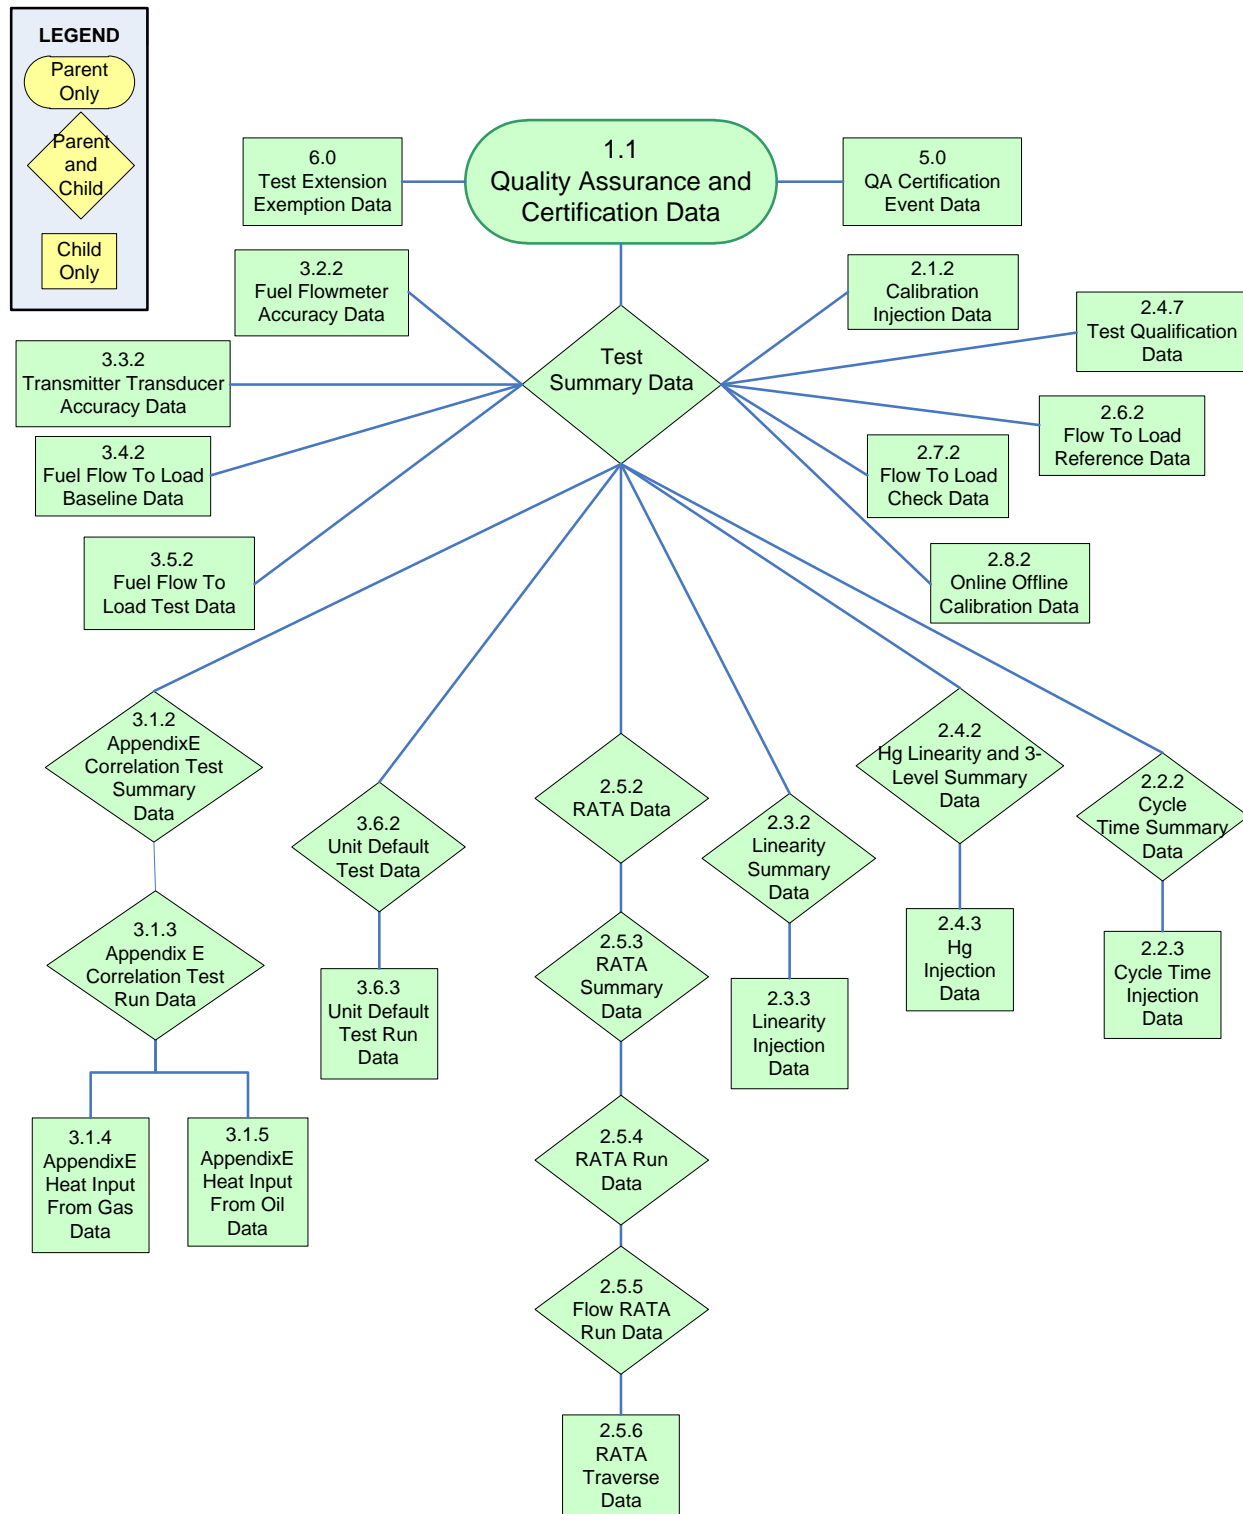 LEGEND
Parent
Only
Parent
and
Child
Child
Only
6.0
Test Extension
Exemption Data
1.1
Quality Assurance and
Certification Data
5.0
QA Certification
Event Data
3.2.2
Fuel Flowmeter
Accuracy Data
2.1.2
Calibration
Injection Data
2.4.7
Test Qualification
Data
Test
Summary Data
3.3.2
Transmitter Transducer
Accuracy Data
2.6.2
Flow To Load
Reference Data
3.4.2
Fuel Flow To Load
Baseline Data
2.7.2
Flow To Load
Check Data
3.5.2
Fuel Flow To
Load Test Data
2.8.2
Online Offline
Calibration Data
3.1.2
AppendixE
Correlation Test
Summary
Data
3.6.2
Unit Default
Test Data
2.5.2
RATA Data
2.3.2
Linearity
Summary
Data
2.4.2
Hg Linearity and 3-
Level Summary
Data
2.2.2
Cycle
Time Summary
Data
3.1.3
Appendix E
Correlation Test
Run Data
3.6.3
Unit Default
Test Run
Data
2.5.3
RATA
Summary
Data
2.3.3
Linearity
Injection
Data
2.4.3
Hg
Injection
Data
2.2.3
Cycle Time
Injection
Data
3.1.4
AppendixE
Heat Input
From Gas
Data
3.1.5
AppendixE
Heat Input
From Oil
Data
2.5.4
RATA Run
Data
2.5.5
Flow RATA
Run Data
2.5.6
RATA
Traverse
Data